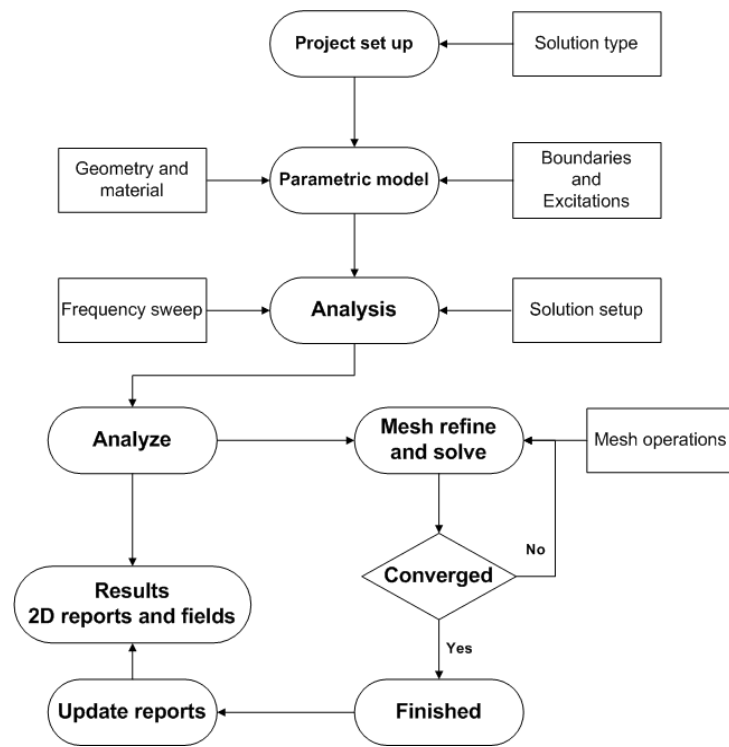 Project set up
Solution type
Geometry and
material
Parametric model
Boundaries
and
Excitations
Frequency sweep
Analysis
Solution setup
Analyze
Mesh refine
and solve
Mesh operations
No
Converged
Results
2D reports and fields
Yes
Update reports
Finished